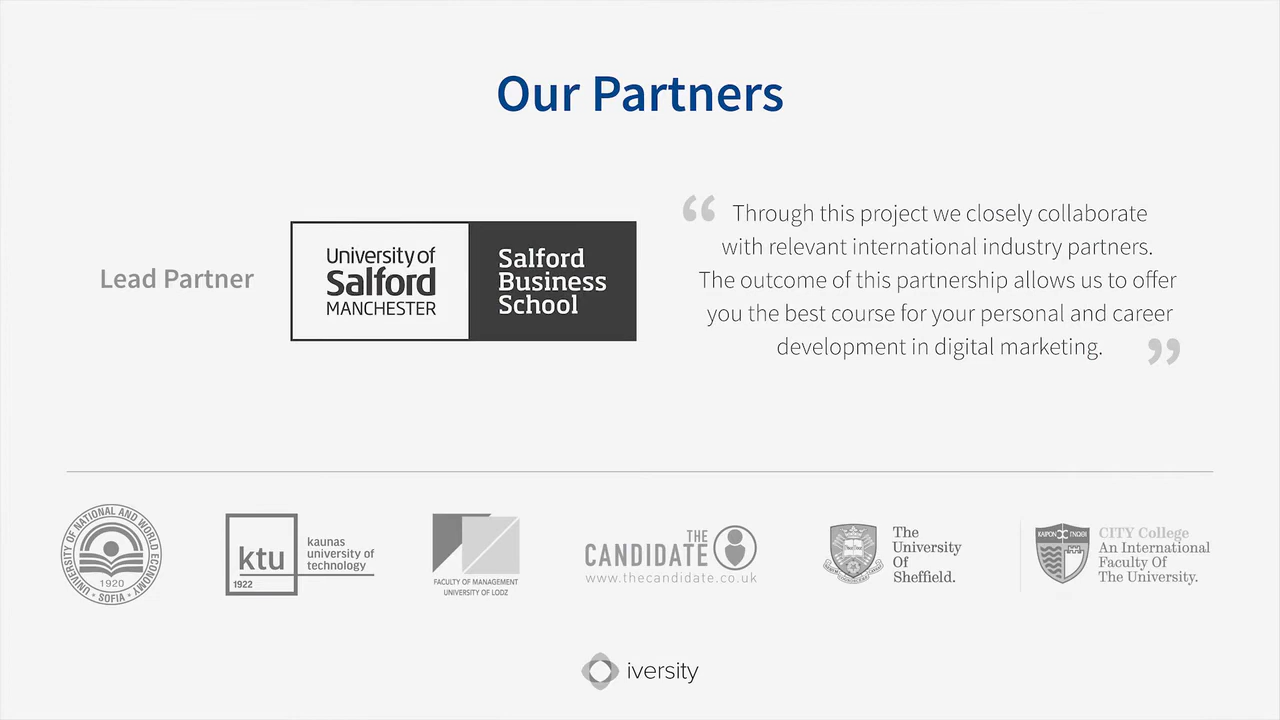 Our Partners
Lead Partner
University of
Salford
MANCHESTER
Salford
Business
School
“ Through this project we closely collaborate
with relevant international industry partners.
The outcome of this partnership allows us to offer
you the best course for your personal and career
development in digital marketing. ”
UNIVERSITY OF NATIONAL AND WORLD ECONOMY
1920
• SOFIA •
ktu
1922
kaunas
university of
technology
FACULTY OF MANAGEMENT
UNIVERSITY OF LODZ
THE
CANDIDATE
www.thecandidate.co.uk
The
University
Of
Sheffield.
CITY College
An International
Faculty Of
The University.
iversity